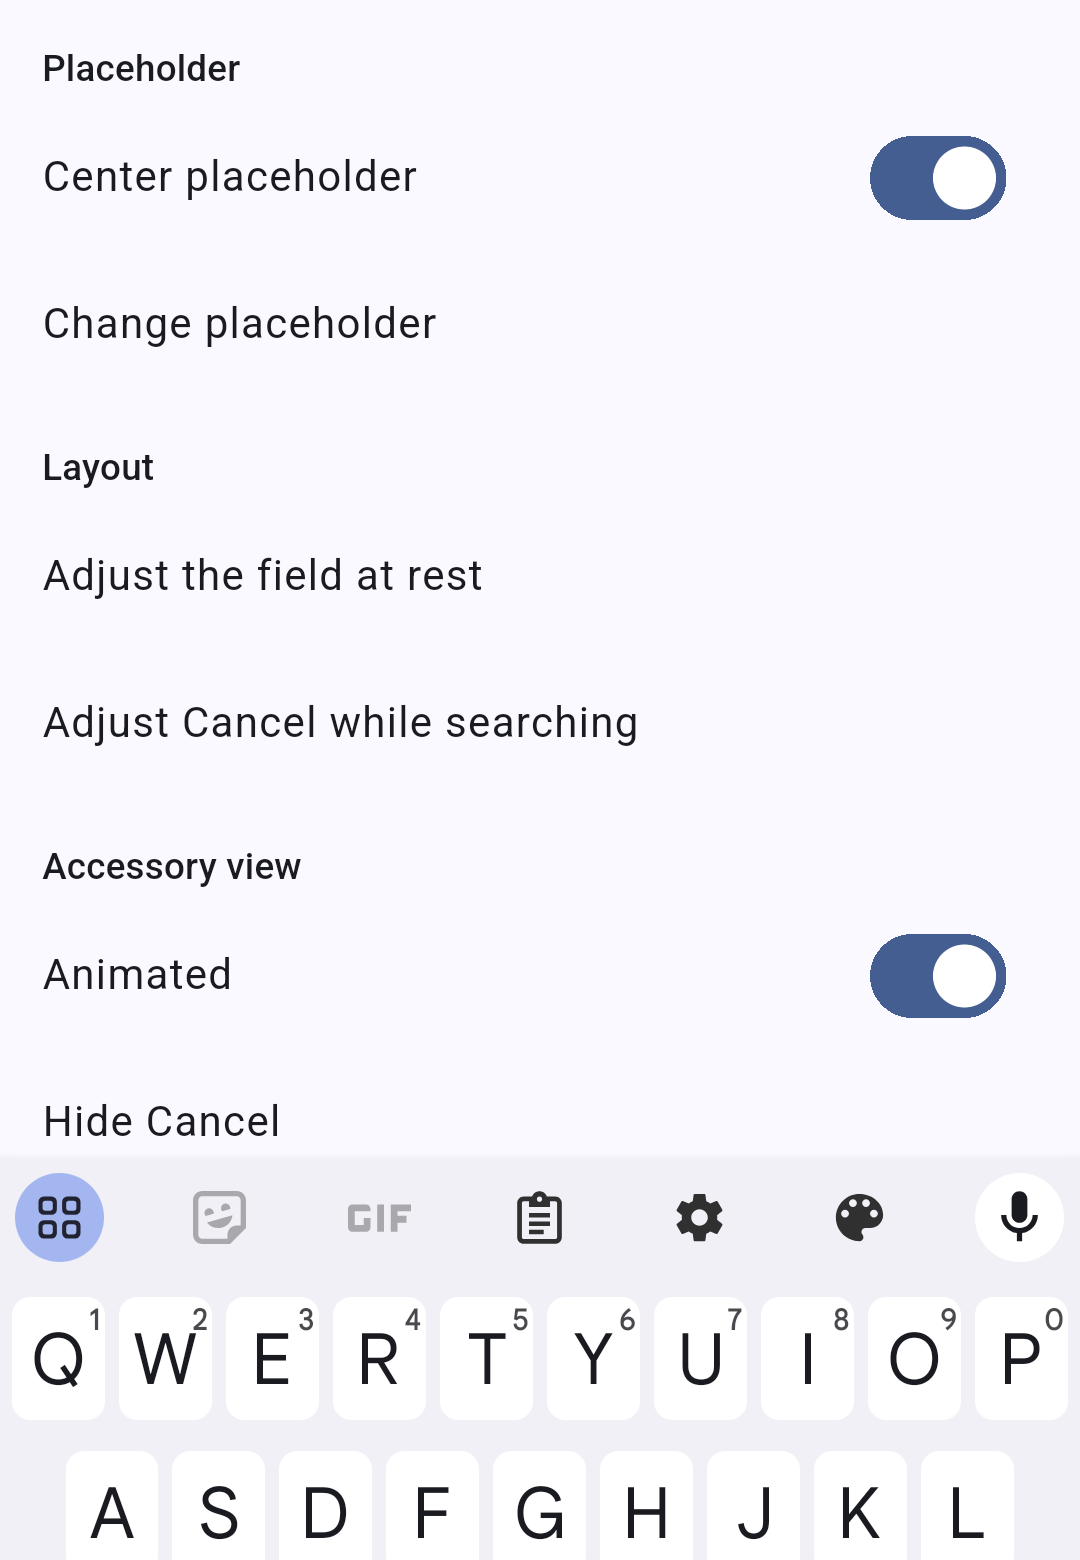 Placeholder
Center placeholder
Change placeholder
Layout
Adjust the field at rest
Adjust Cancel while searching
Accessory view
Animated
Hide Cancel
GIF
Q1 W2 E3 R4 T5 Y6 U7 I8 O9 P0
A S D F G H J K L